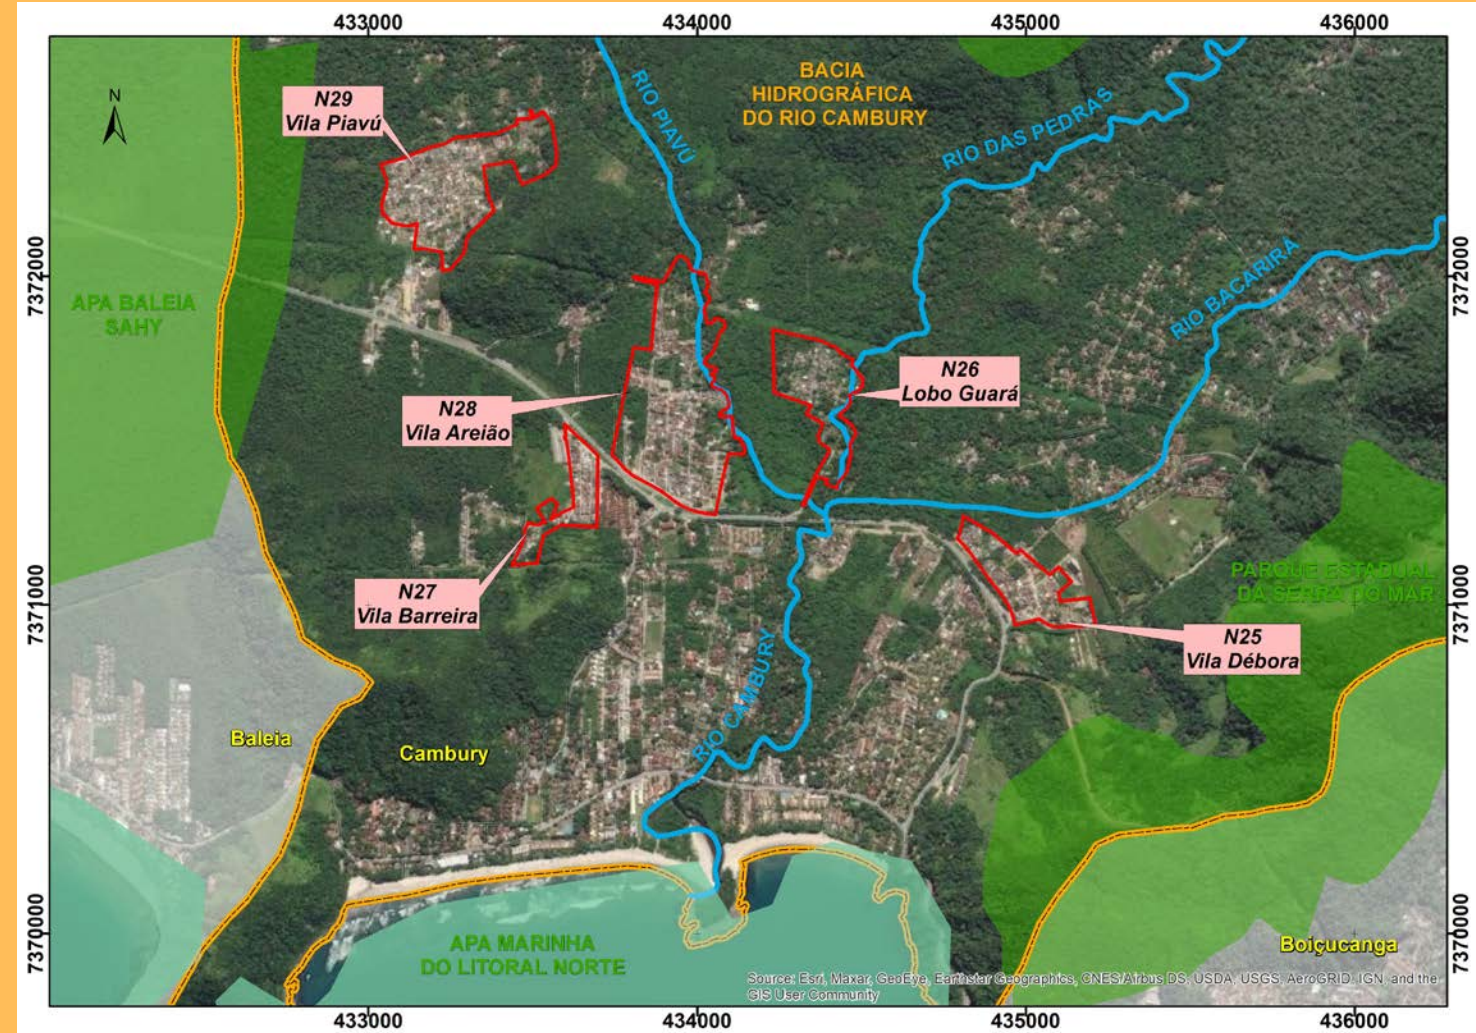 433000
434000
435000
436000
N
N29
Vila Piavú
RIO PIAVÚ
BACIA
HIDROGRÁFICA
DO RIO CAMBURY
RIO DAS PEDRAS
7372000
7372000
RIO BACARIRA
APA BALEIA
SAHY
N26
Lobo Guará
N28
Vila Areião
N27
Vila Barreira
7371000
7371000
PARQUE ESTADUAL
DA SERRA DO MAR
N25
Vila Débora
RIO CAMBURY
Baleia
Cambury
7370000
7370000
APA MARINHA
DO LITORAL NORTE
Boiçucanga
Source: Esri, Maxar, GeoEye, Earthstar Geographics, CNES/Airbus DS, USDA, USGS, AeroGRID, IGN, and the
GIS User Community
433000
434000
435000
436000